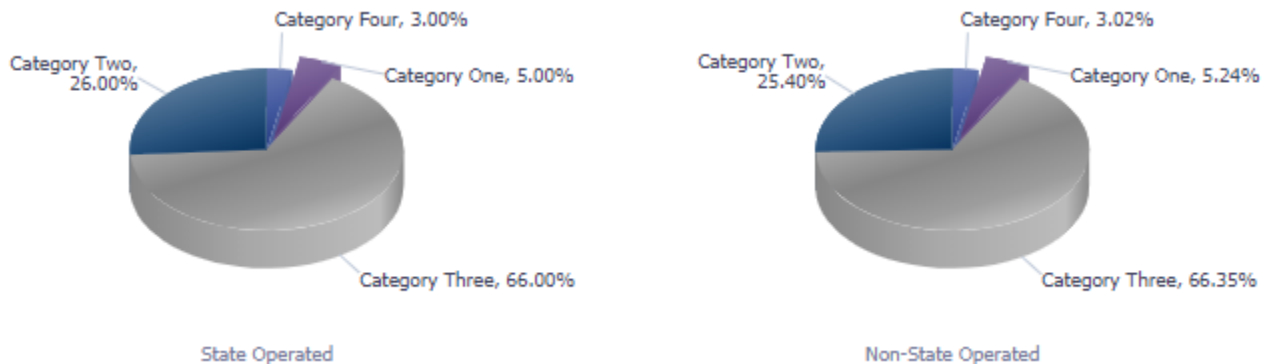 Category Four, 3.00%
Category Two,
26.00%
Category One, 5.00%
Category Three, 66.00%
State Operated
Category Four, 3.02%
Category Two,
25.40%
Category One, 5.24%
Category Three, 66.35%
Non-State Operated